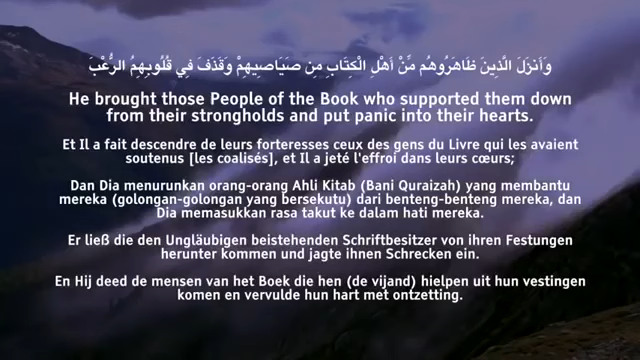 وَأَنْزَلَ الَّذِينَ ظَاهَرُوهُم مِّنْ أَهْلِ الْكِتَابِ مِن صَيَاصِيهِمْ وَقَذَفَ فِي قُلُوبِهِمُ الرُّعْبَ
He brought those People of the Book who supported them down
from their strongholds and put panic into their hearts.
Et Il a fait descendre de leurs forteresses ceux des gens du Livre qui les avaient
soutenus [les coalisés], et Il a jeté l'effroi dans leurs cœurs;
Dan Dia menurunkan orang-orang Ahli Kitab (Bani Quraizah) yang membantu
mereka (golongan-golongan yang bersekutu) dari benteng-benteng mereka, dan
Dia memasukkan rasa takut ke dalam hati mereka.
Er ließ die den Ungläubigen beistehenden Schriftbesitzer von ihren Festungen
herunter kommen und jagte ihnen Schrecken ein.
En Hij deed de mensen van het Boek die hen (de vijand) hielpen uit hun vestingen
komen en vervulde hun hart met ontzetting.